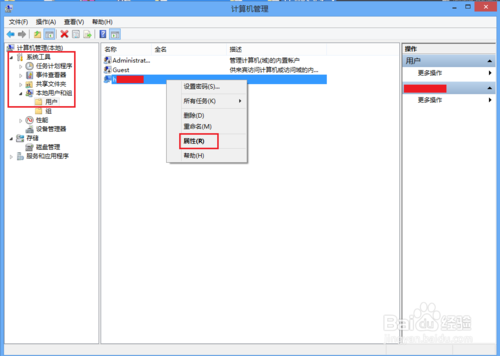 计算机管理
文件(F) 操作(A) 查看(V) 帮助(H)
计算机管理(本地)
系统工具
任务计划程序
事件查看器
共享文件夹
本地用户和组
用户
组
性能
设备管理器
存储
磁盘管理
服务和应用程序
名称 全名 描述
Administrat... 管理计算机(域)的内置帐户
Guest 供来宾访问计算机或访问域的内...
h
设置密码(S)...
所有任务(K)
删除(D)
重命名(M)
属性(R)
帮助(H)
操作
用户
更多操作
更多操作
Baidu 经验
jingyan.baidu.com